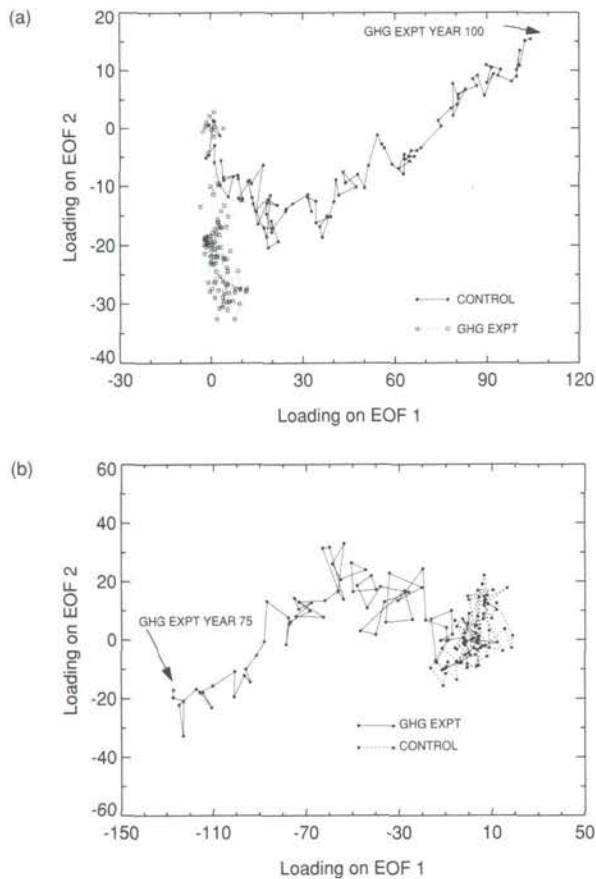 (a)
20
10
0
-10
-20
-30
-40
Loading on EOF 2
GHG EXPT YEAR 100
CONTROL
GHG EXPT
-30 0 30 60 90 120
Loading on EOF 1
(b)
60
40
20
0
-20
-40
-60
Loading on EOF 2
GHG EXPT YEAR 75
GHG EXPT
CONTROL
-150 -110 -70 -30 10 50
Loading on EOF 1